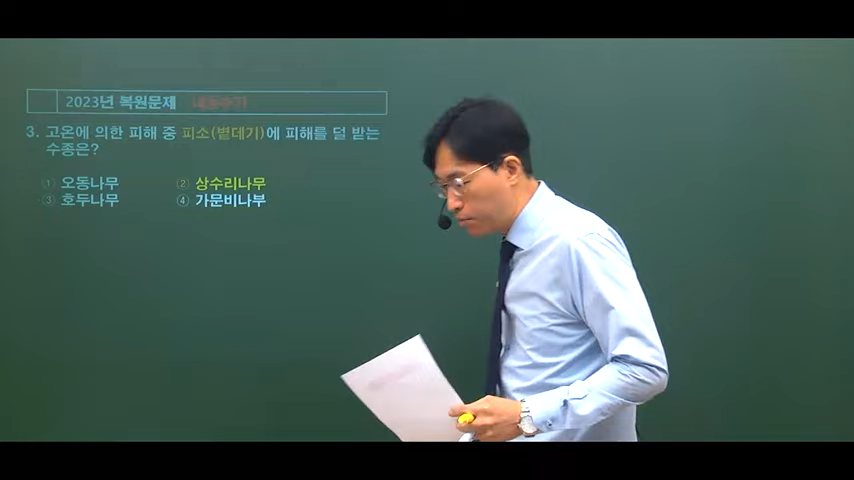 2023년 복원문제
3. 고온에 의한 피해 중 피소(볕데기)에 피해를 덜 받는
수종은?
① 오동나무 ② 상수리나무
③ 호두나무 ④ 가문비나부